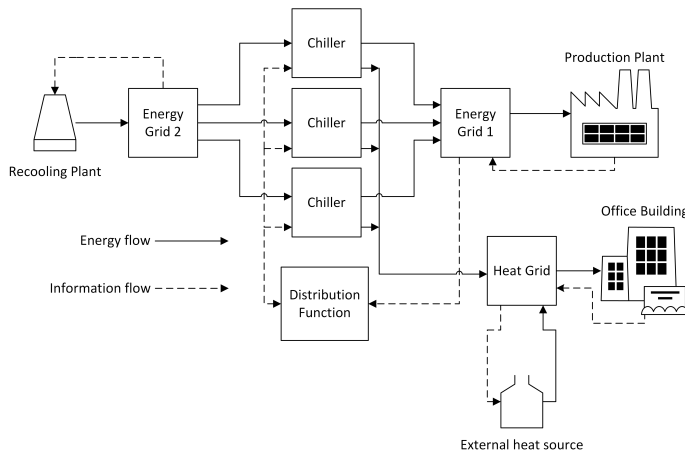 Chiller
Production Plant
Energy
Grid 2
Chiller
Energy
Grid 1
Recooling Plant
Chiller
Office Building
Energy flow
Heat Grid
Information flow
Distribution
Function
External heat source